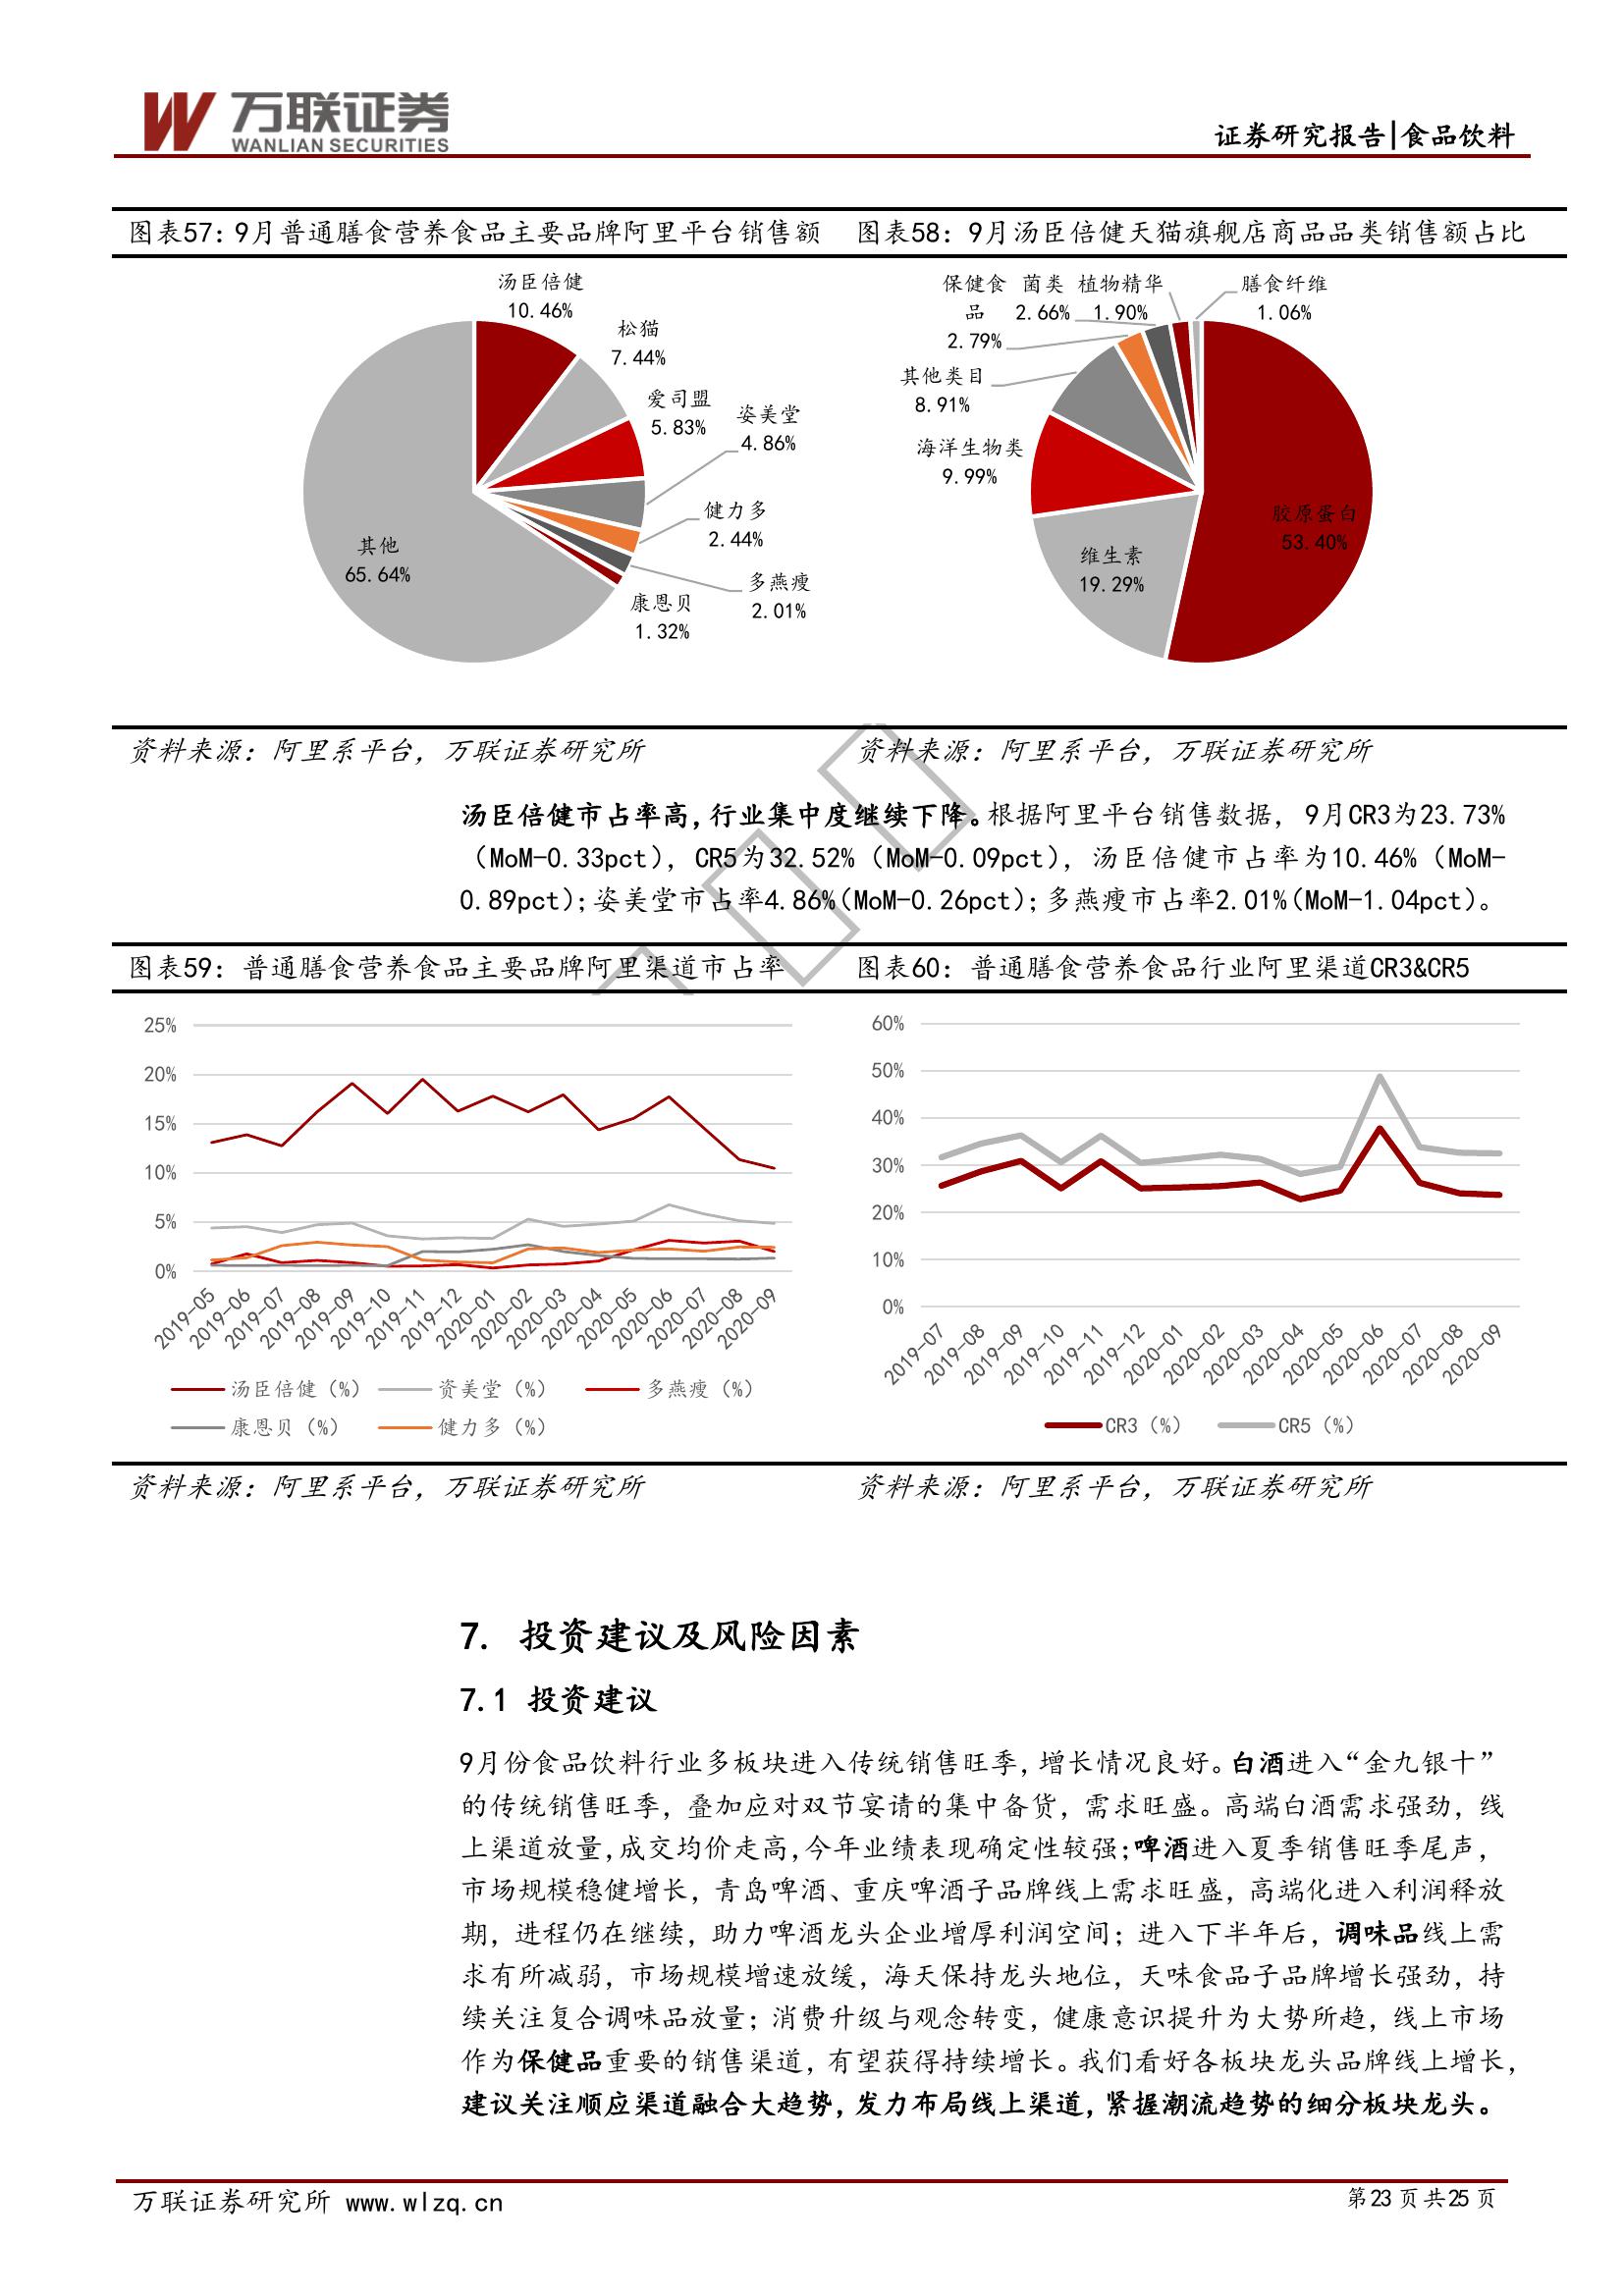 万联证券
WANLIAN SECURITIES
证券研究报告|食品饮料
图表57：9月普通膳食营养食品主要品牌阿里平台销售额
汤臣倍健
10.46%
松猫
7.44%
爱司盟
5.83%
姿美堂
4.86%
健力多
2.44%
多燕瘦
2.01%
康恩贝
1.32%
其他
65.64%
图表58：9月汤臣倍健天猫旗舰店商品品类销售额占比
保健食品
2.79%
菌类
2.66%
植物精华
1.90%
膳食纤维
1.06%
其他类目
8.91%
海洋生物类
9.99%
维生素
19.29%
胶原蛋白
53.40%
资料来源：阿里系平台，万联证券研究所
资料来源：阿里系平台，万联证券研究所
汤臣倍健市占率高，行业集中度继续下降。根据阿里平台销售数据，9月CR3为23.73%
（MoM-0.33pct），CR5为32.52%（MoM-0.09pct），汤臣倍健市占率为10.46%（MoM-
0.89pct）；姿美堂市占率4.86%（MoM-0.26pct）；多燕瘦市占率2.01%（MoM-1.04pct）。
图表59：普通膳食营养食品主要品牌阿里渠道市占率
25%
20%
15%
10%
5%
0%
2019-05
2019-06
2019-07
2019-08
2019-09
2019-10
2019-11
2019-12
2020-01
2020-02
2020-03
2020-04
2020-05
2020-06
2020-07
2020-08
2020-09
汤臣倍健（%）
资美堂（%）
多燕瘦（%）
康恩贝（%）
健力多（%）
图表60：普通膳食营养食品行业阿里渠道CR3&CR5
60%
50%
40%
30%
20%
10%
0%
2019-07
2019-08
2019-09
2019-10
2019-11
2019-12
2020-01
2020-02
2020-03
2020-04
2020-05
2020-06
2020-07
2020-08
2020-09
CR3（%）
CR5（%）
资料来源：阿里系平台，万联证券研究所
资料来源：阿里系平台，万联证券研究所
7. 投资建议及风险因素
7.1 投资建议
9月份食品饮料行业多板块进入传统销售旺季，增长情况良好。白酒进入“金九银十”
的传统销售旺季，叠加应对双节宴请的集中备货，需求旺盛。高端白酒需求强劲，线
上渠道放量，成交均价走高，今年业绩表现确定性较强；啤酒进入夏季销售旺季尾声，
市场规模稳健增长，青岛啤酒、重庆啤酒子品牌线上需求旺盛，高端化进入利润释放
期，进程仍在继续，助力啤酒龙头企业增厚利润空间；进入下半年后，调味品线上需
求有所减弱，市场规模增速放缓，海天保持龙头地位，天味食品子品牌增长强劲，持
续关注复合调味品放量；消费升级与观念转变，健康意识提升为大势所趋，线上市场
作为保健品重要的销售渠道，有望获得持续增长。我们看好各板块龙头品牌线上增长，
建议关注顺应渠道融合大趋势，发力布局线上渠道，紧握潮流趋势的细分板块龙头。
万联证券研究所 www.wlzq.cn
第23页共25页